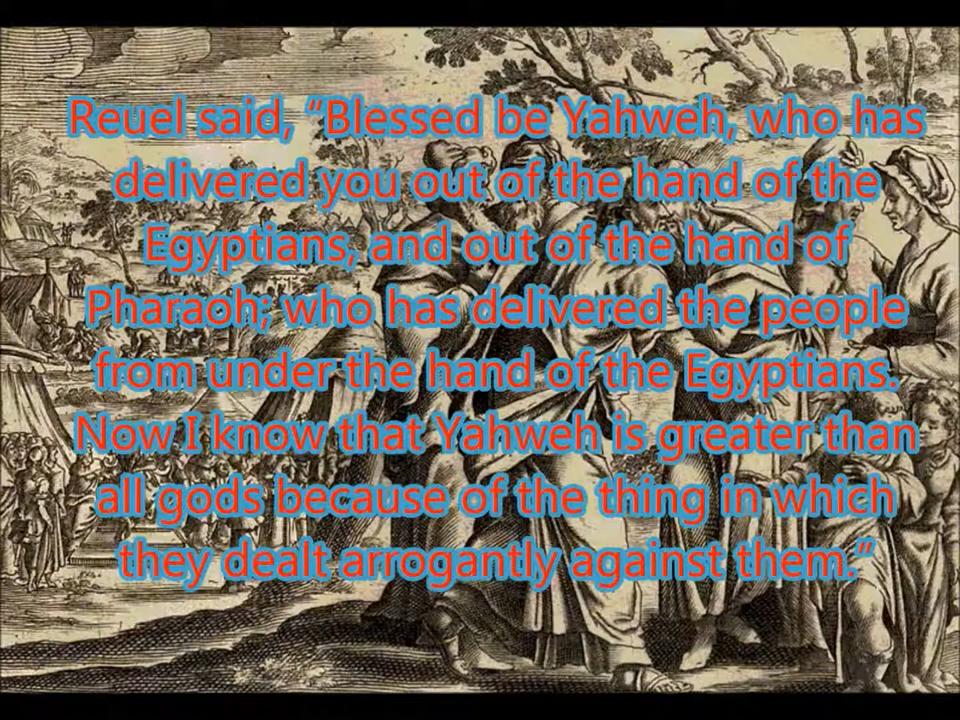 Reuel said, “Blessed be Yahweh, who has
delivered you out of the hand of the
Egyptians, and out of the hand of
Pharaoh; who has delivered the people
from under the hand of the Egyptians.
Now I know that Yahweh is greater than
all gods because of the thing in which
they dealt arrogantly against them.”